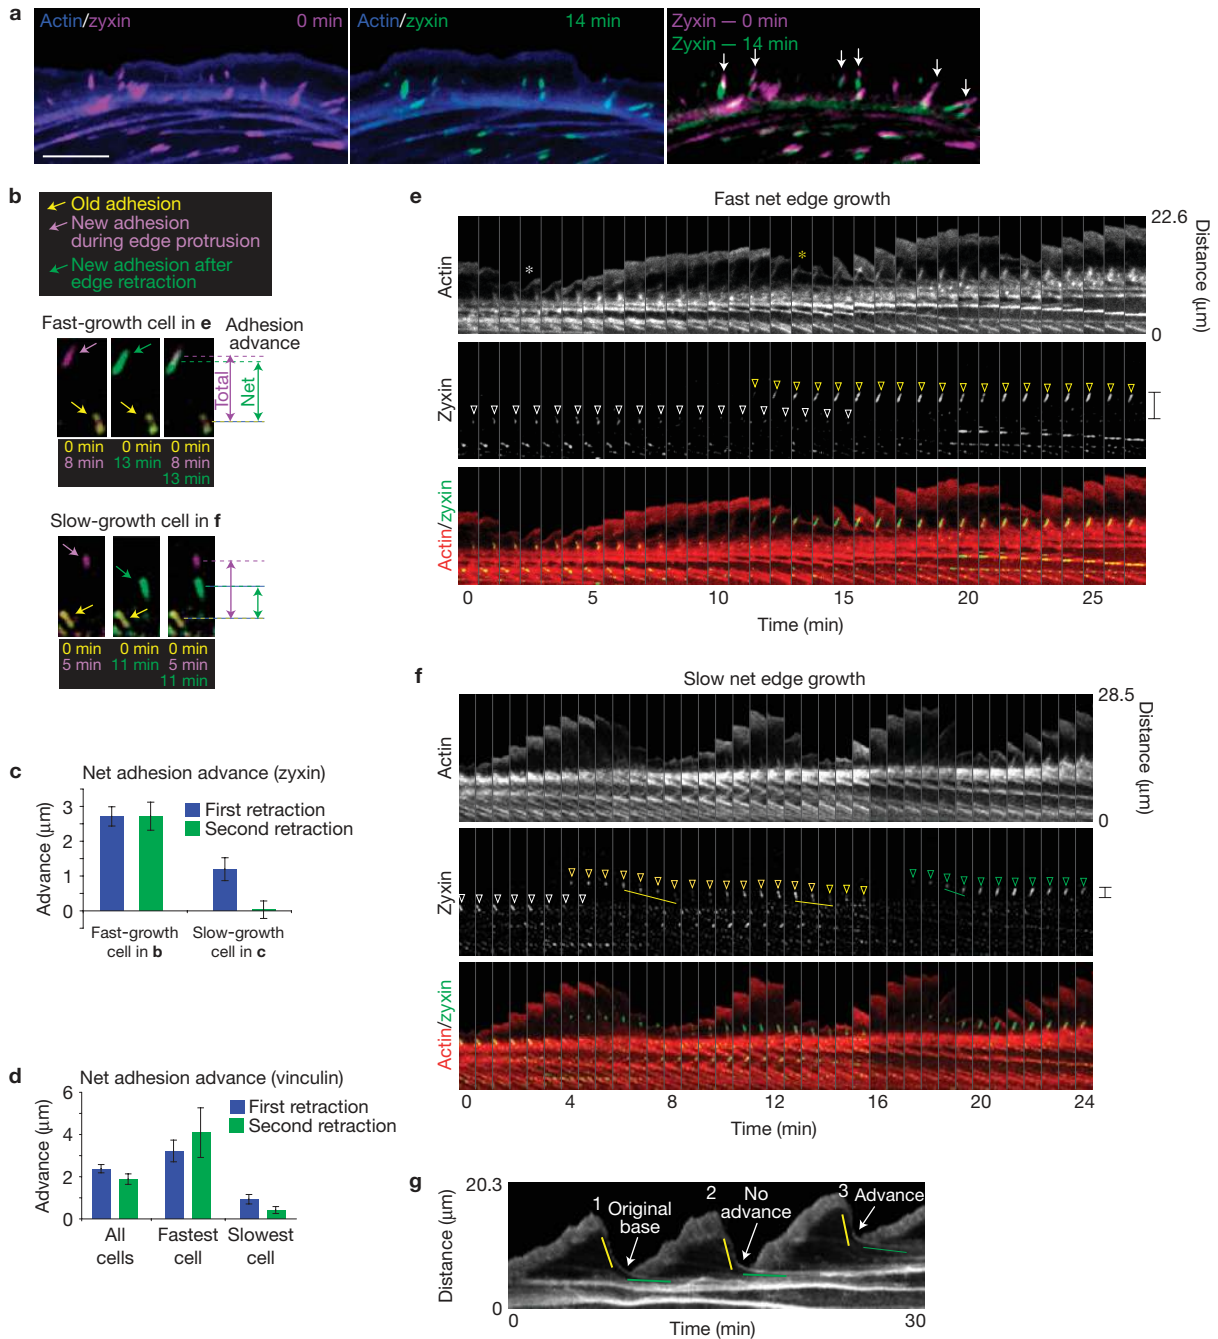 a
Actin/zyxin 0 min
Actin/zyxin 14 min
Zyxin — 0 min
Zyxin — 14 min
b
Old adhesion
New adhesion
during edge protrusion
New adhesion after
edge retraction
Fast-growth cell in e
Adhesion
advance
Total
Net
0 min 0 min 0 min
8 min 13 min 8 min
13 min
Slow-growth cell in f
0 min 0 min 0 min
5 min 11 min 5 min
11 min
c
Net adhesion advance (zyxin)
First retraction
Second retraction
Advance (μm)
3
2
1
0
Fast-growth
cell in b
Slow-growth
cell in c
d
Net adhesion advance (vinculin)
First retraction
Second retraction
Advance (μm)
6
4
2
0
All
cells
Fastest
cell
Slowest
cell
e
Fast net edge growth
Actin
*
*
22.6
Distance (μm)
0
Zyxin
Actin/zyxin
0 5 10 15 20 25
Time (min)
f
Slow net edge growth
Actin
28.5
Distance (μm)
0
Zyxin
Actin/zyxin
0 4 8 12 16 20 24
Time (min)
g
20.3
Distance (μm)
0
1
Original
base
2
No
advance
3
Advance
0 30
Time (min)